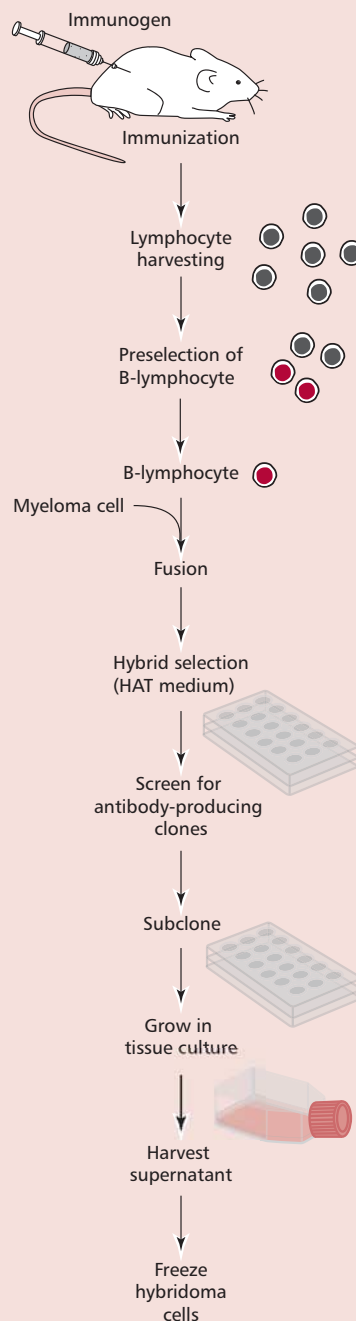 Immunogen
Immunization
Lymphocyte
harvesting
Preselection of
B-lymphocyte
B-lymphocyte
Myeloma cell
Fusion
Hybrid selection
(HAT medium)
Screen for
antibody-producing
clones
Subclone
Grow in
tissue culture
Harvest
supernatant
Freeze
hybridoma
cells